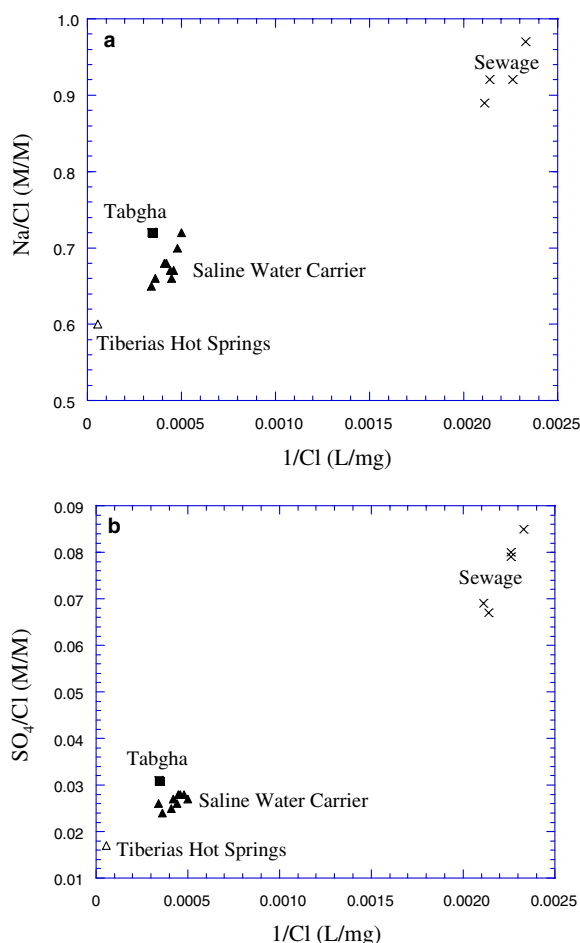 a
1.0
0.9
0.8
0.7
0.6
0.5
Na/Cl (M/M)
Sewage
Tabgha
Saline Water Carrier
Tiberias Hot Springs
0 0.0005 0.0010 0.0015 0.0020 0.0025
1/Cl (L/mg)
b
0.09
0.08
0.07
0.06
0.05
0.04
0.03
0.02
0.01
SO4/Cl (M/M)
Sewage
Tabgha
Saline Water Carrier
Tiberias Hot Springs
0 0.0005 0.0010 0.0015 0.0020 0.0025
1/Cl (L/mg)